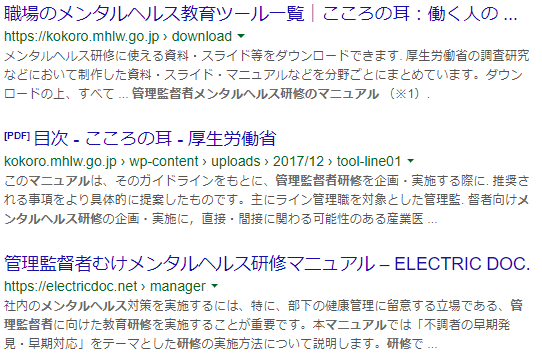 職場のメンタルヘルス教育ツール一覧｜こころの耳：働く人の ...
https://kokoro.mhlw.go.jp › download
メンタルヘルス研修に使える資料・スライド等をダウンロードできます. 厚生労働省の調査研究
などにおいて制作した資料・スライド・マニュアルなどを分野ごとにまとめています。ダウン
ロードの上、すべて ... 管理監督者メンタルヘルス研修のマニュアル （※1）.
[PDF] 目次 - こころの耳 - 厚生労働省
kokoro.mhlw.go.jp › wp-content › uploads › 2017/12 › tool-line01
このマニュアルは、そのガイドラインをもとに、管理監督者研修を企画・実施する際に. 推奨さ
れる事項をより具体的に提案したものです。主にライン管理職を対象とした管理監. 督者向けメ
ンタルヘルス研修の企画・実施に，直接・間接に関わる可能性のある産業医 ...
管理監督者むけメンタルヘルス研修マニュアル – ELECTRIC DOC.
https://electricdoc.net › manager
社内のメンタルヘルス対策を実施するには、特に、部下の健康管理に留意する立場である、管
理監督者に向けた教育研修を実施することが重要です。本マニュアルでは「不調者の早期発
見・早期対応」をテーマとした研修の実施方法について説明します。研修で ...